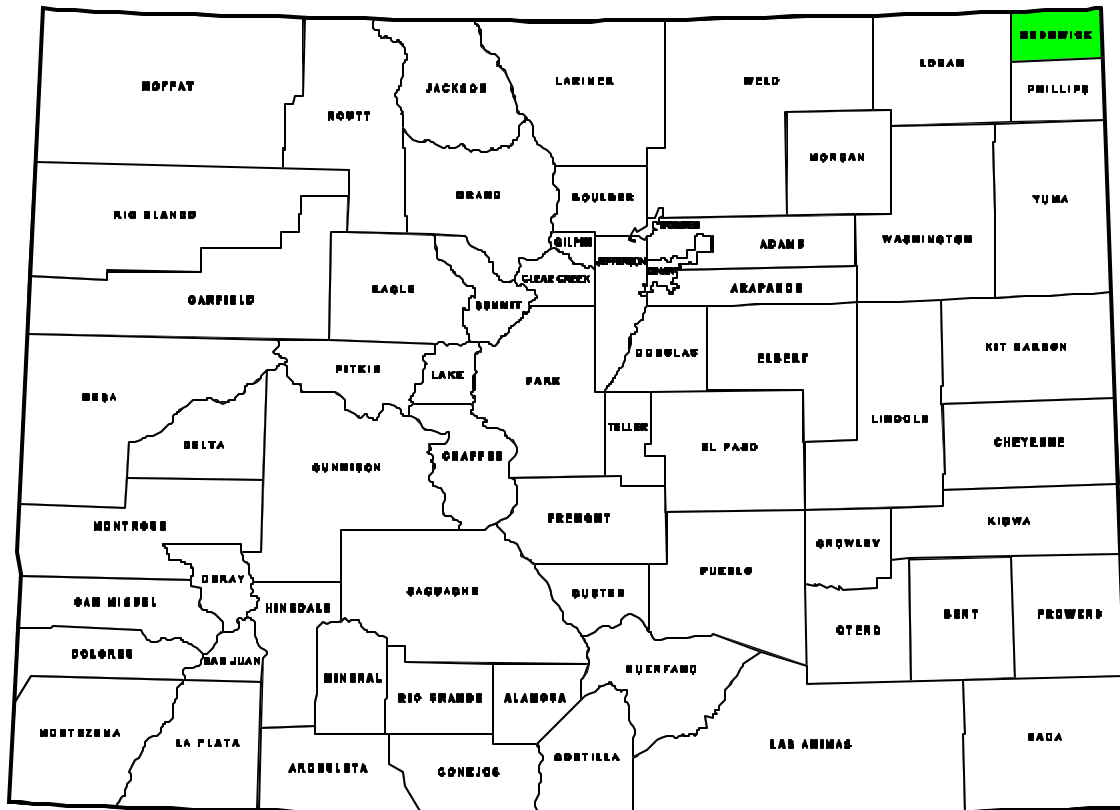 SEDGWICK
LOGAN
MOFFAT
JACKSON
LARIMER
WELD
PHILLIPS
ROUTT
MORGAN
GRAND
BOULDER
YUMA
RIO BLANCO
WASHINGTON
GILPIN
ADAMS
JEFFERSON
CLEAR CREEK
EAGLE
ARAPAHOE
GARFIELD
SUMMIT
DOUGLAS
ELBERT
KIT CARSON
PITKIN
LAKE
PARK
MESA
LINCOLN
TELLER
CHEYENNE
DELTA
EL PASO
CHAFFEE
GUNNISON
FREMONT
KIOWA
MONTROSE
CROWLEY
PUEBLO
OURAY
SAGUACHE
CUSTER
SAN MIGUEL
HINSDALE
BENT
PROWERS
OTERO
DOLORES
SAN JUAN
HUERFANO
MINERAL
RIO GRANDE
ALAMOSA
MONTEZUMA
LA PLATA
LAS ANIMAS
BACA
COSTILLA
ARCHULETA
CONEJOS